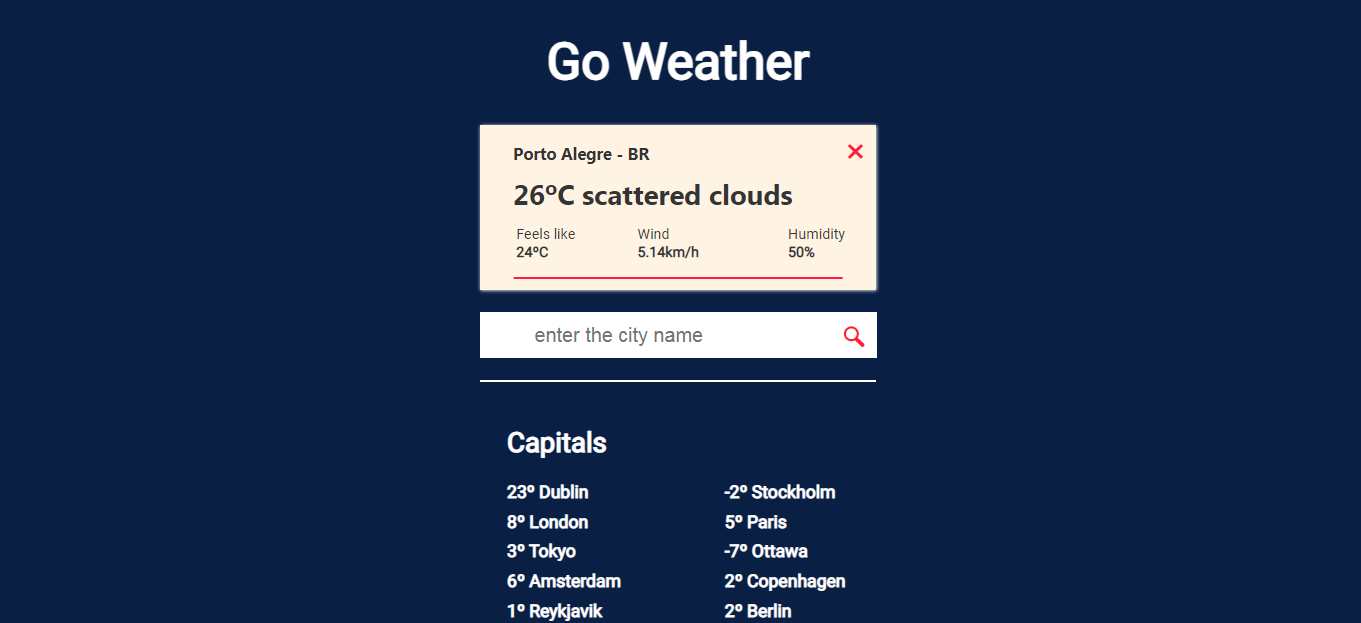 Go Weather
Porto Alegre - BR
26ºC scattered clouds
Feels like Wind Humidity
24ºC 5.14km/h 50%
enter the city name
Capitals
23º Dublin -2º Stockholm
8º London 5º Paris
3º Tokyo -7º Ottawa
6º Amsterdam 2º Copenhagen
1º Reykjavik 2º Berlin